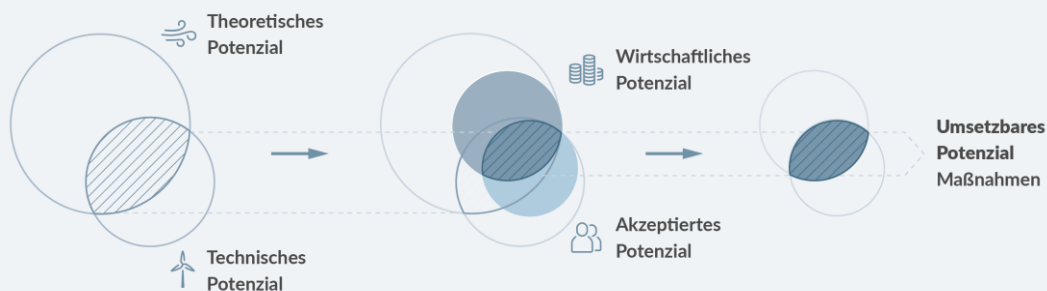 Theoretisches
Potenzial
Technisches
Potenzial
Wirtschaftliches
Potenzial
Akzeptiertes
Potenzial
Umsetzbares
Potenzial
Maßnahmen